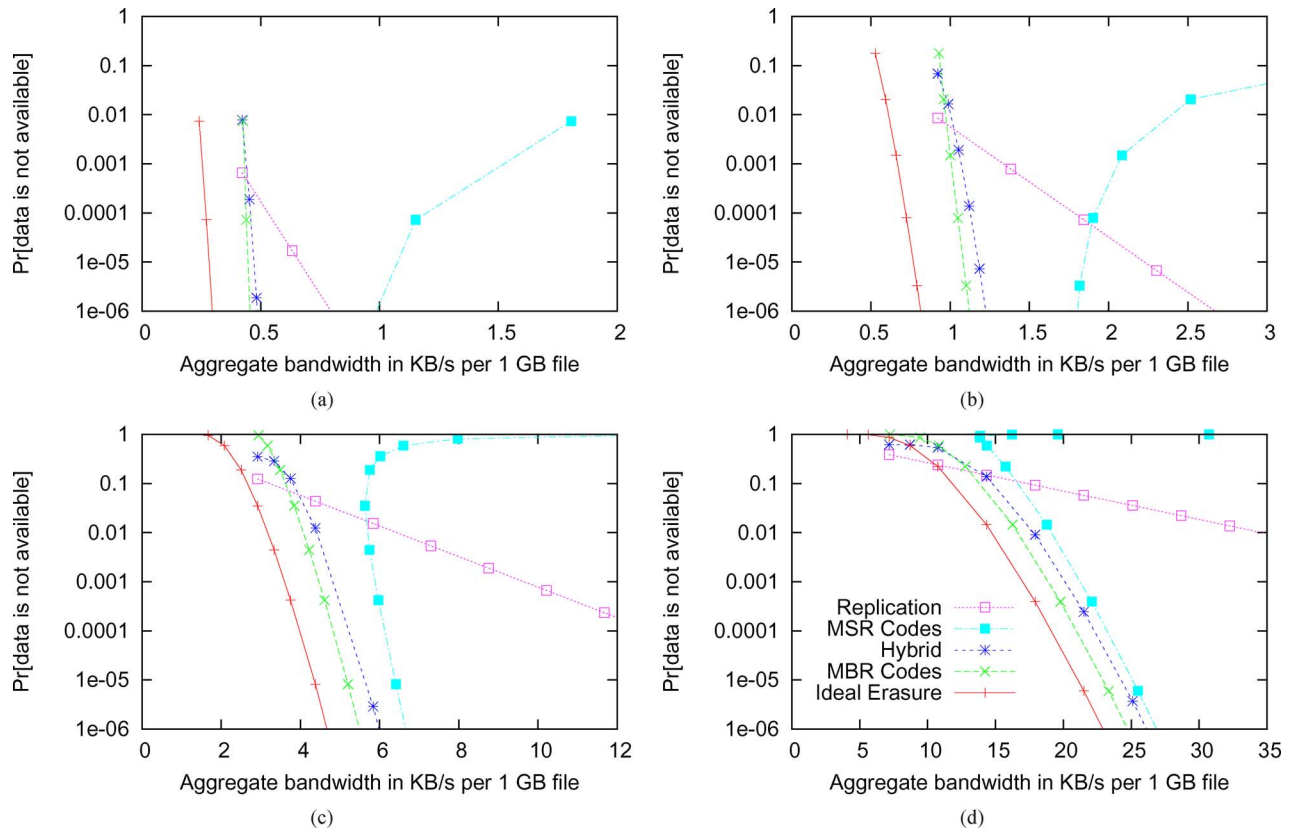 1
0.1
0.01
0.001
0.0001
1e-05
1e-06
Pr[data is not available]
0 0.5 1 1.5 2
Aggregate bandwidth in KB/s per 1 GB file
(a)
1
0.1
0.01
0.001
0.0001
1e-05
1e-06
Pr[data is not available]
0 0.5 1 1.5 2 2.5 3
Aggregate bandwidth in KB/s per 1 GB file
(b)
1
0.1
0.01
0.001
0.0001
1e-05
1e-06
Pr[data is not available]
0 2 4 6 8 10 12
Aggregate bandwidth in KB/s per 1 GB file
(c)
1
0.1
0.01
0.001
0.0001
1e-05
1e-06
Pr[data is not available]
Replication
MSR Codes
Hybrid
MBR Codes
Ideal Erasure
0 5 10 15 20 25 30 35
Aggregate bandwidth in KB/s per 1 GB file
(d)